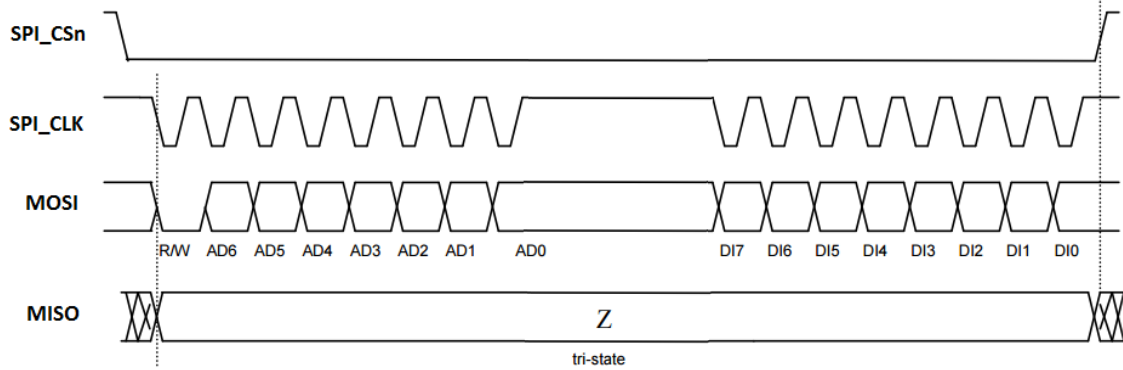 SPI_CSn
SPI_CLK
MOSI
R/W AD6 AD5 AD4 AD3 AD2 AD1 AD0 DI7 DI6 DI5 DI4 DI3 DI2 DI1 DI0
MISO
Z
tri-state